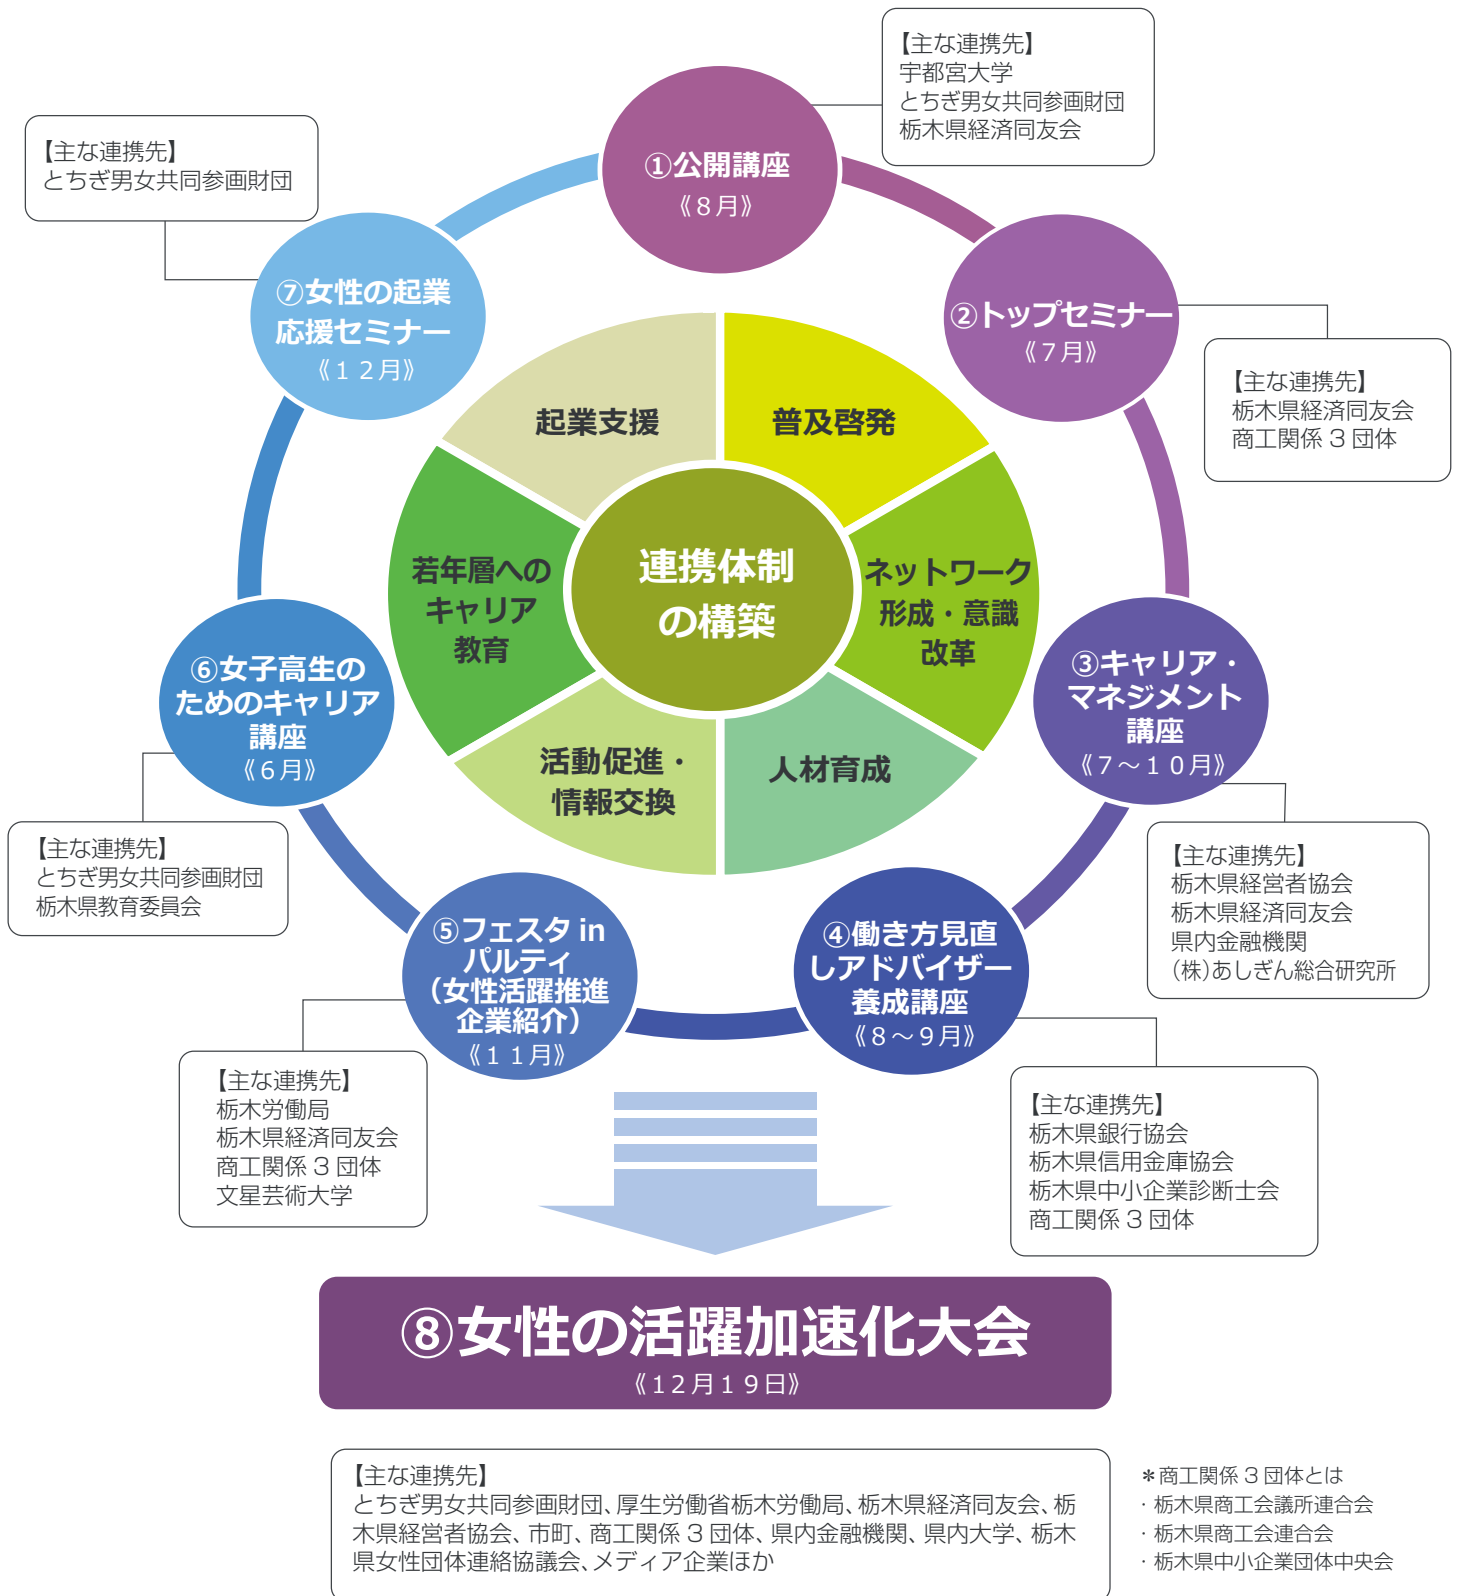 【主な連携先】
宇都宮大学
とちぎ男女共同参画財団
栃木県経済同友会
①公開講座
《８月》
【主な連携先】
とちぎ男女共同参画財団
⑦女性の起業
応援セミナー
《１２月》
②トップセミナー
《７月》
【主な連携先】
栃木県経済同友会
商工関係３団体
起業支援
普及啓発
若年層への
キャリア
教育
連携体制
の構築
ネットワーク
形成・意識
改革
活動促進・
情報交換
人材育成
③キャリア・
マネジメント
講座
《７～１０月》
【主な連携先】
栃木県経営者協会
栃木県経済同友会
県内金融機関
（株）あしぎん総合研究所
⑥女子高生の
ためのキャリア
講座
《６月》
【主な連携先】
とちぎ男女共同参画財団
栃木県教育委員会
⑤フェスタ in
パルティ
（女性活躍推進
企業紹介）
《１１月》
【主な連携先】
栃木労働局
栃木県経済同友会
商工関係３団体
文星芸術大学
④働き方見直
しアドバイザー
養成講座
《８～９月》
【主な連携先】
栃木県銀行協会
栃木県信用金庫協会
栃木県中小企業診断士会
商工関係３団体
⑧女性の活躍加速化大会
《12月１９日》
【主な連携先】
とちぎ男女共同参画財団、厚生労働省栃木労働局、栃木県経済同友会、栃
木県経営者協会、市町、商工関係３団体、県内金融機関、県内大学、栃木
県女性団体連絡協議会、メディア企業ほか
＊商工関係３団体とは
・栃木県商工会議所連合会
・栃木県商工会連合会
・栃木県中小企業団体中央会